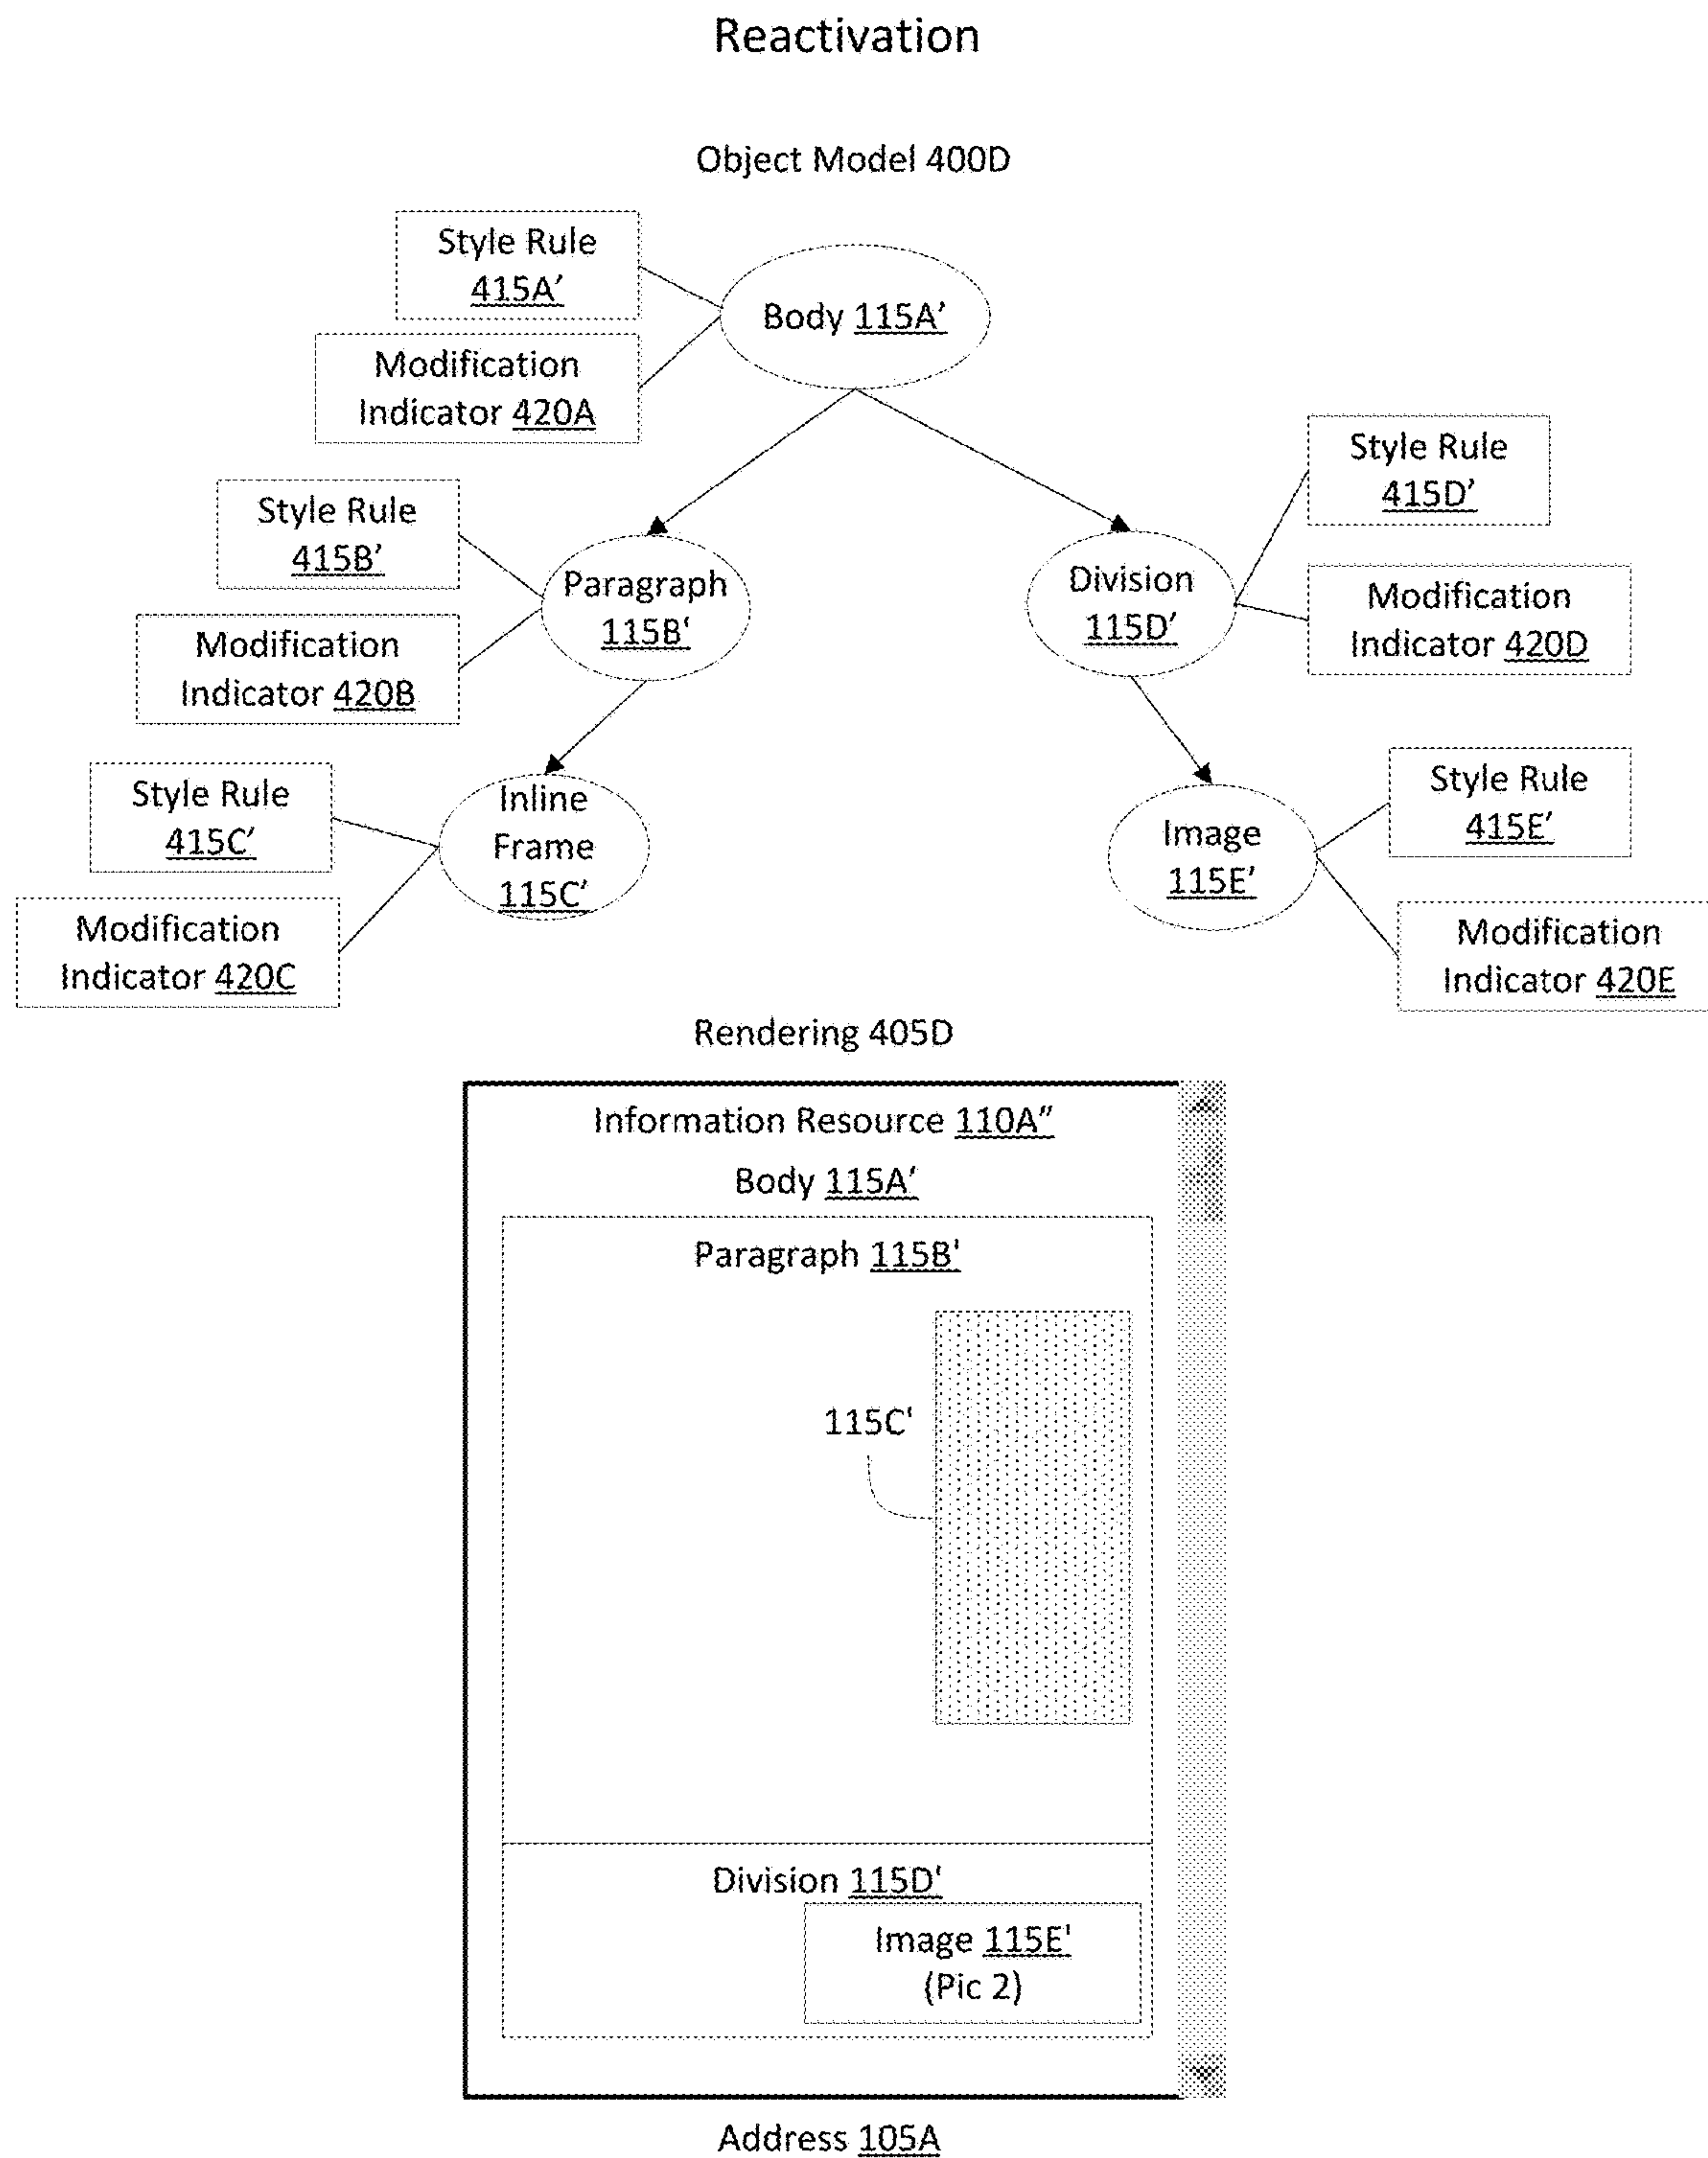 Reactivation
Object Model 400D
Style Rule
415A’
Body 115A’
Modification
Indicator 420A
Style Rule
415D’
Style Rule
415B’
Paragraph
115B‘
Division
115D’
Modification
Indicator 420D
Modification
Indicator 420B
Style Rule
415C’
Inline
Frame
115C’
Image
115E’
Style Rule
415E’
Modification
Indicator 420C
Modification
Indicator 420E
Rendering 405D
Information Resource 110A”
Body 115A’
Paragraph 115B'
115C'
Division 115D'
Image 115E'
(Pic 2)
Address 105A